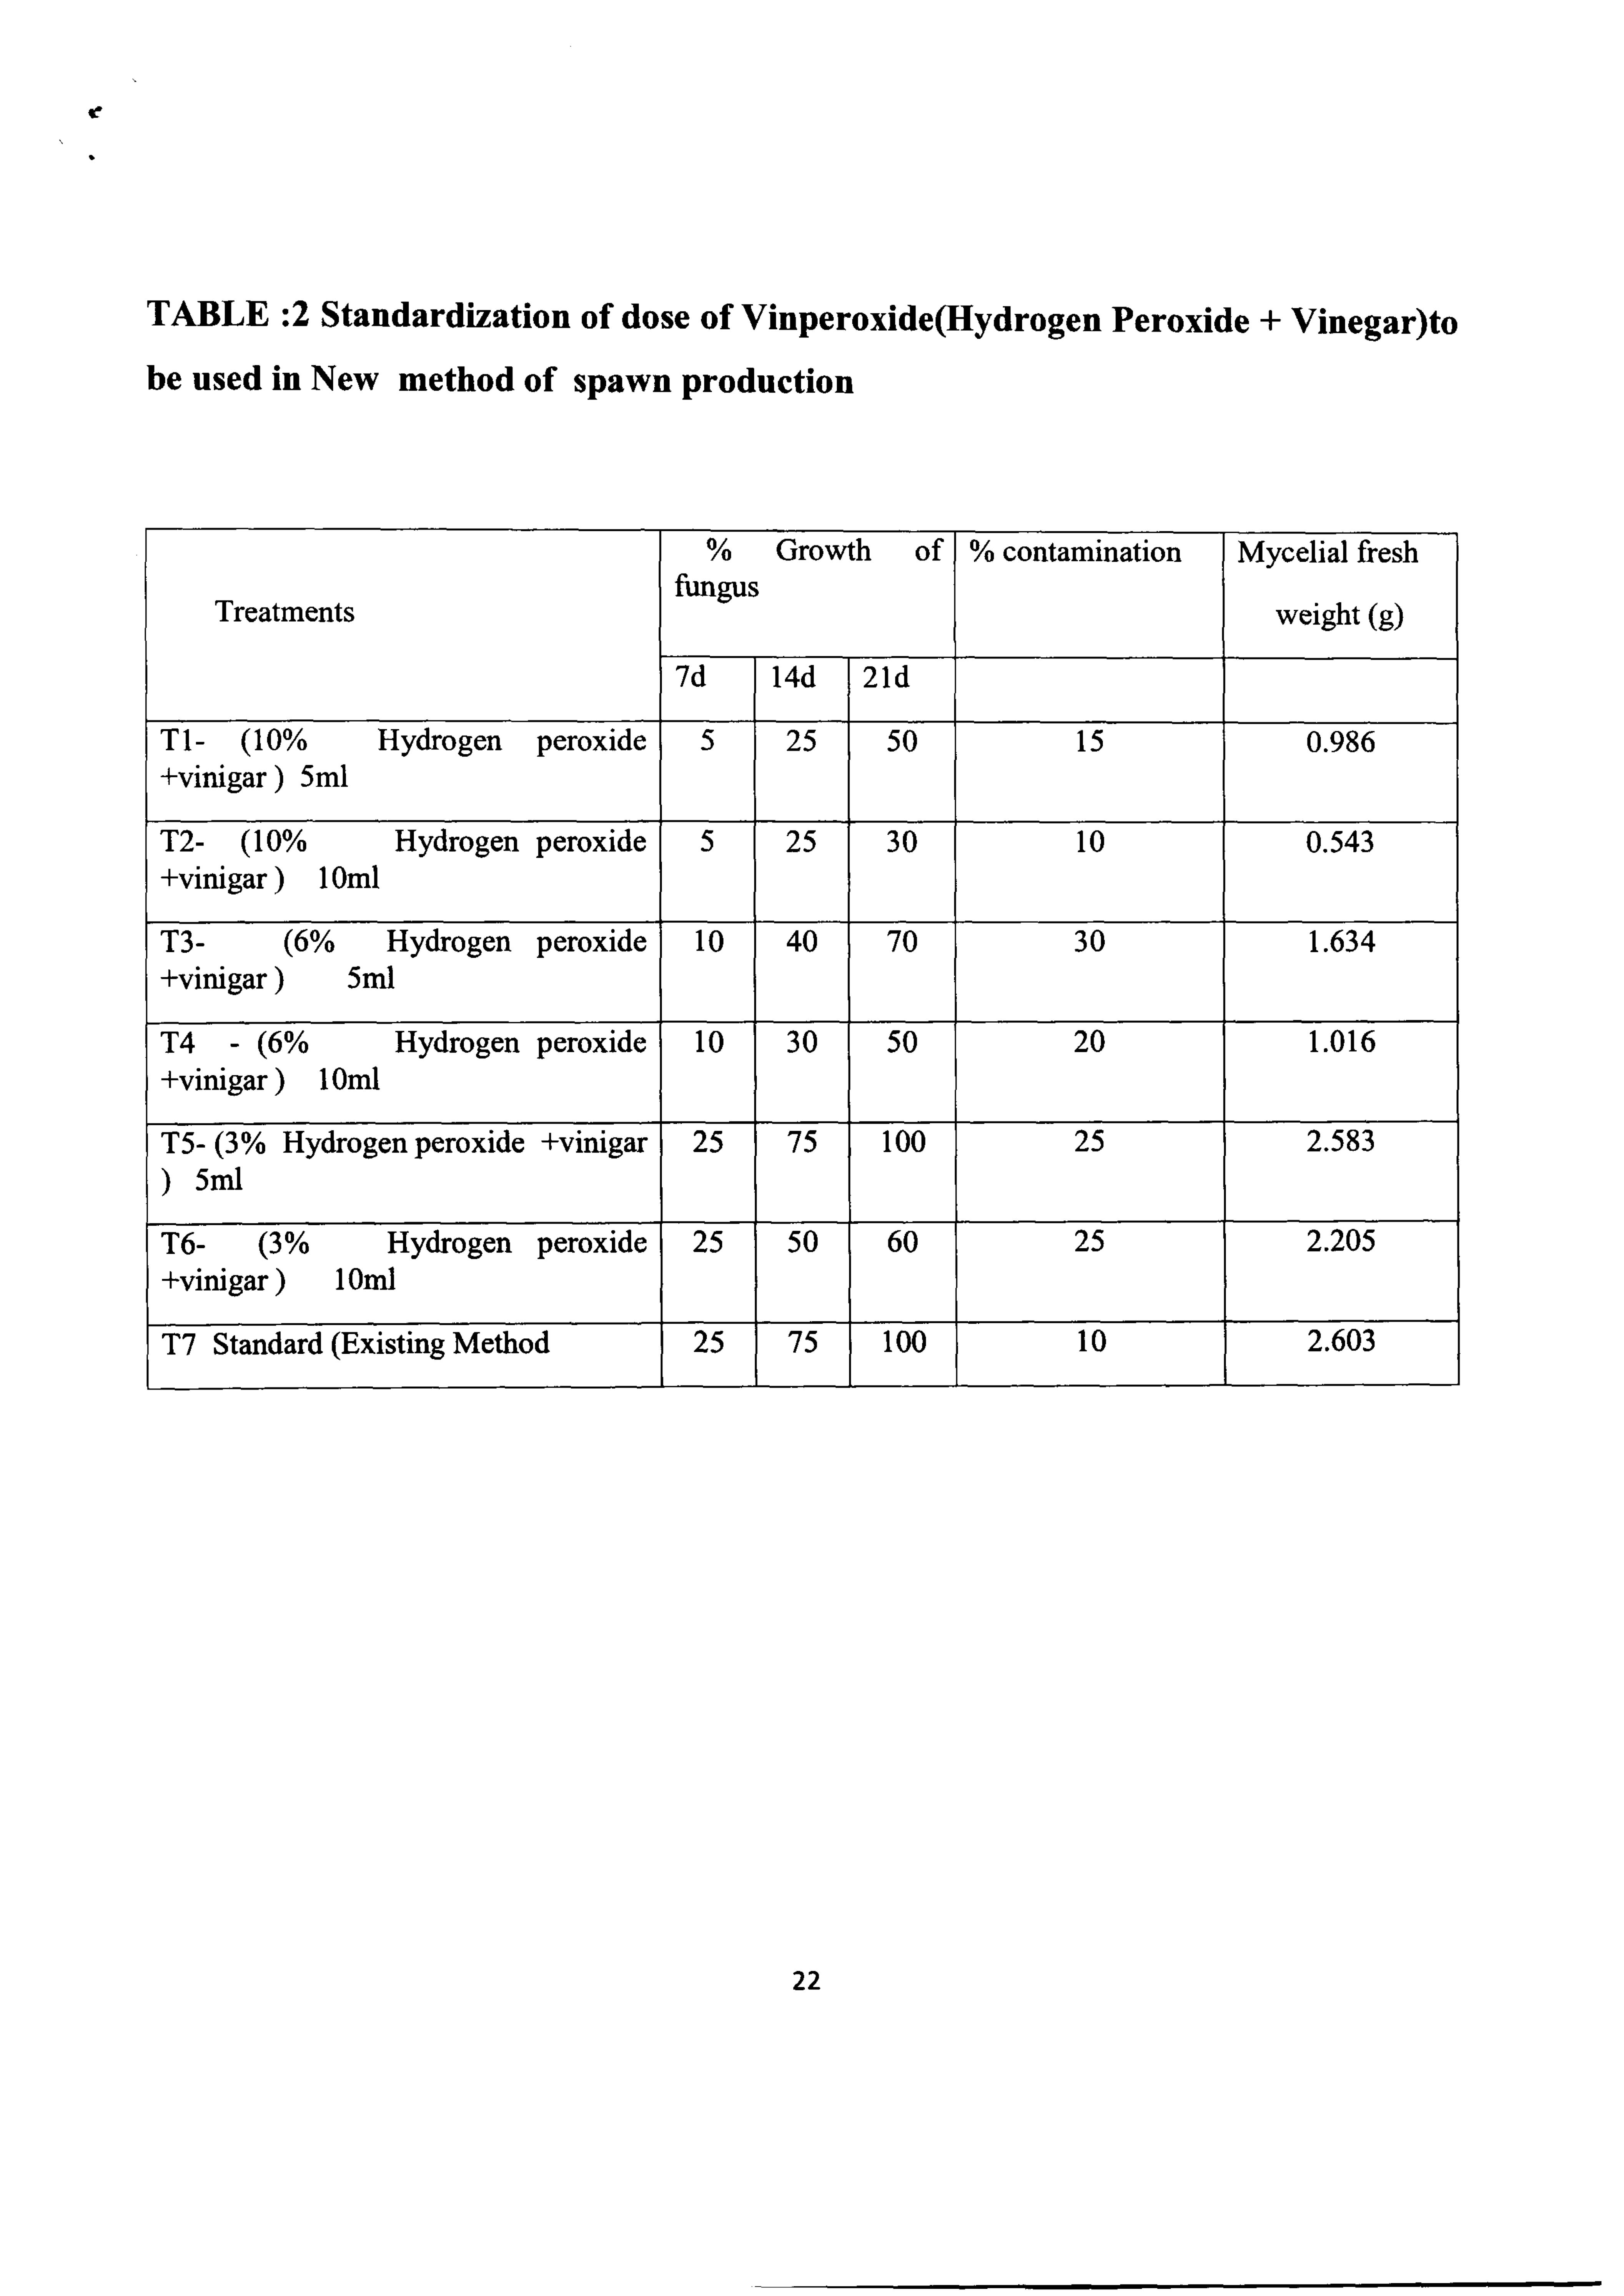 TABLE :2 Standardization of dose of Vinperoxide(Hydrogen Peroxide + Vinegar)to
be used in New method of spawn production
Treatments
% Growth of
fungus
% contamination
Mycelial fresh
weight (g)
7d 14d 21d
T1- (10% Hydrogen peroxide 5 25 50 15 0.986
+vinigar ) 5ml
T2- (10% Hydrogen peroxide 5 25 30 10 0.543
+vinigar ) 10ml
T3- (6% Hydrogen peroxide 10 40 70 30 1.634
+vinigar ) 5ml
T4 - (6% Hydrogen peroxide 10 30 50 20 1.016
+vinigar ) 10ml
T5- (3% Hydrogen peroxide +vinigar 25 75 100 25 2.583
) 5ml
T6- (3% Hydrogen peroxide 25 50 60 25 2.205
+vinigar ) 10ml
T7 Standard (Existing Method 25 75 100 10 2.603
22